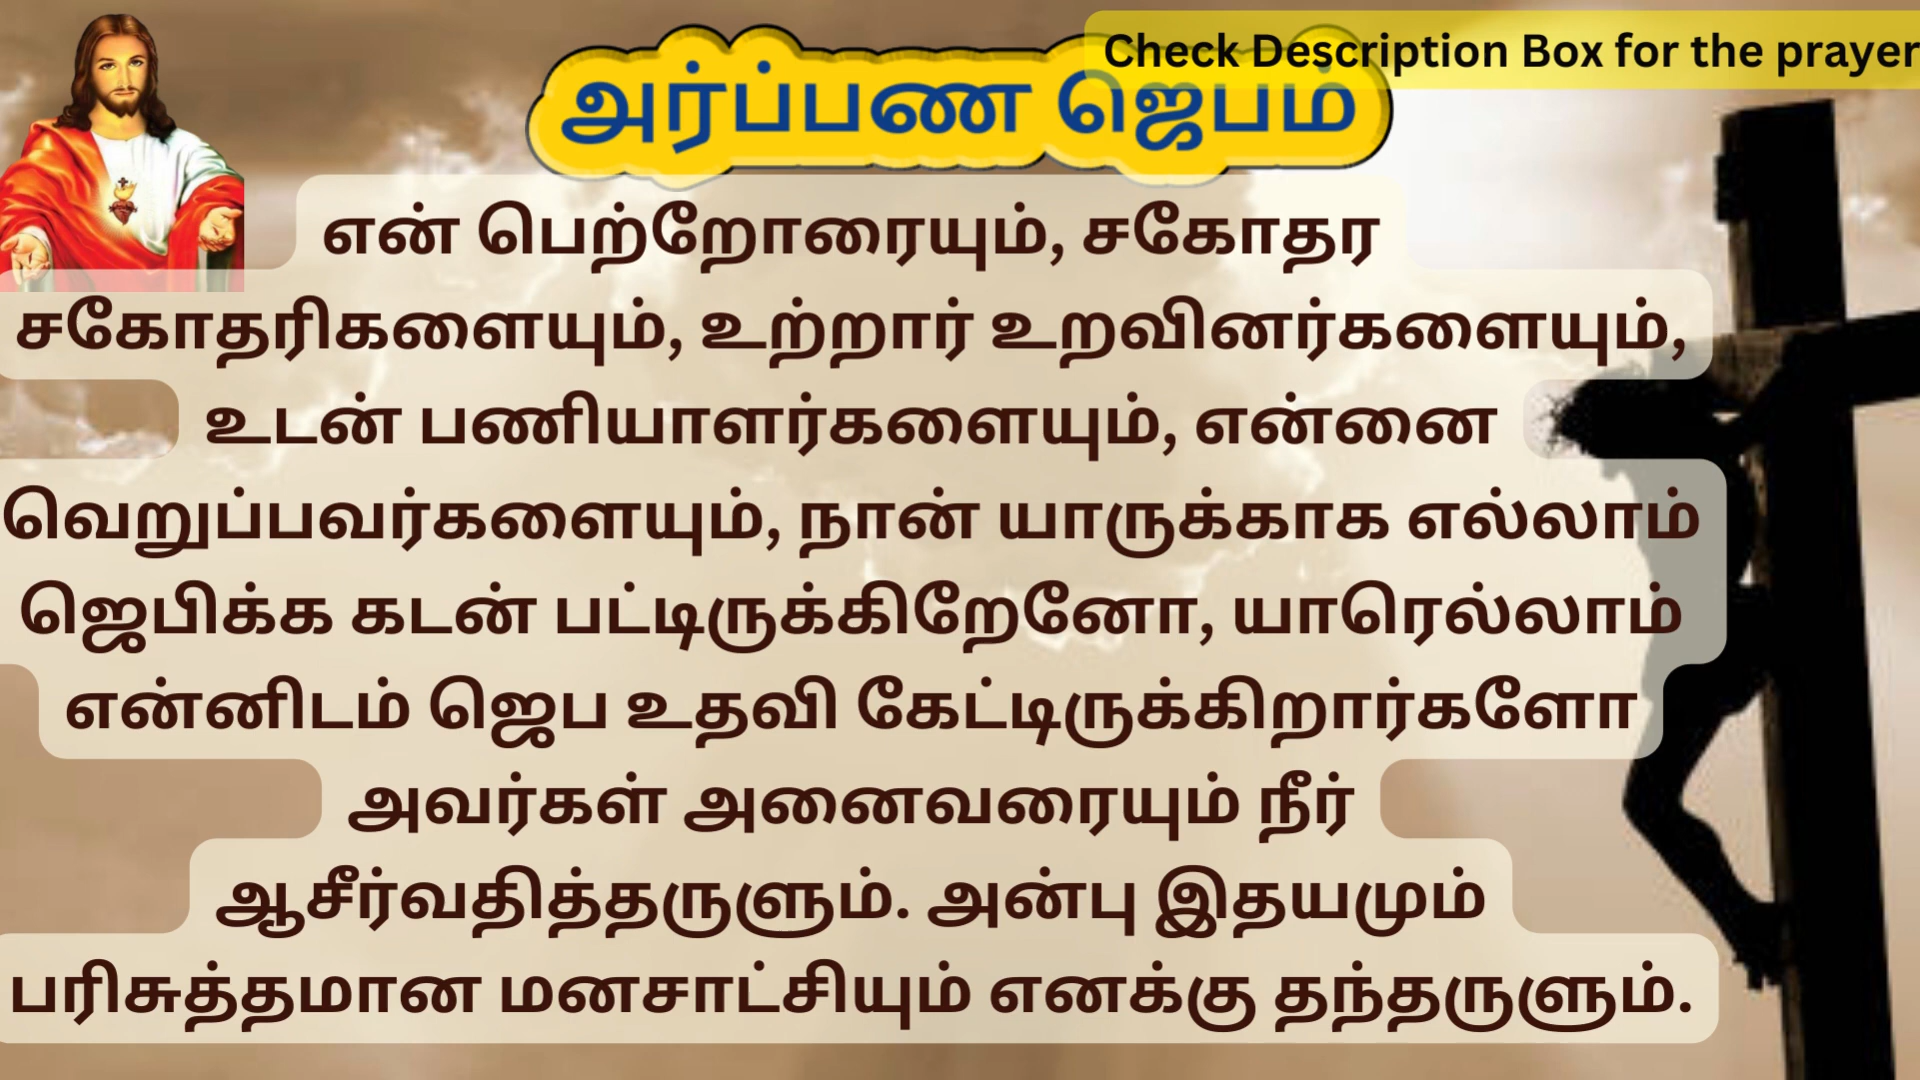 Check Description Box for the prayer
அர்ப்பண ஜெபம்
என் பெற்றோரையும், சகோதர
சகோதரிகளையும், உற்றார் உறவினர்களையும்,
உடன் பணியாளர்களையும், என்னை
வெறுப்பவர்களையும், நான் யாருக்காக எல்லாம்
ஜெபிக்க கடன் பட்டிருக்கிறேனோ, யாரெல்லாம்
என்னிடம் ஜெப உதவி கேட்டிருக்கிறார்களோ
அவர்கள் அனைவரையும் நீர்
ஆசீர்வதித்தருளும். அன்பு இதயமும்
பரிசுத்தமான மனசாட்சியும் எனக்கு தந்தருளும்.